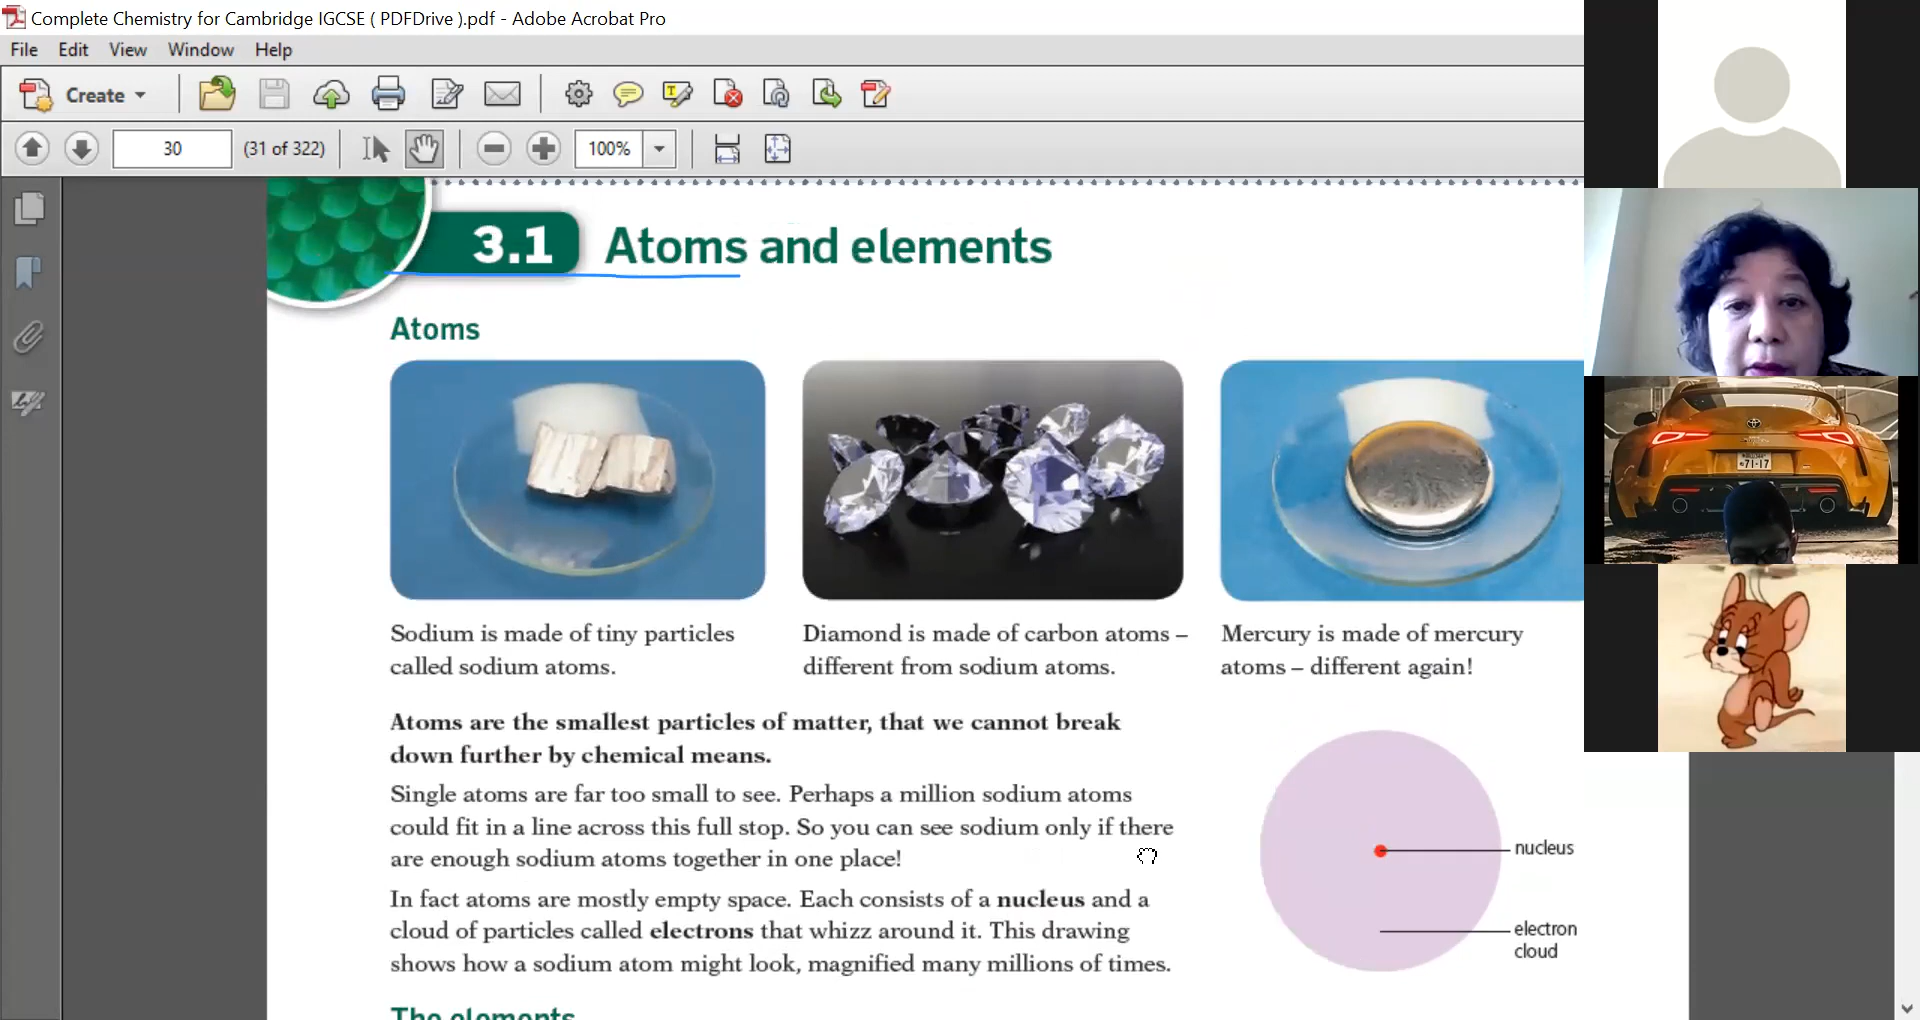 Complete Chemistry for Cambridge IGCSE ( PDFDrive ).pdf - Adobe Acrobat Pro
File Edit View Window Help
Create
30 (31 of 322) 100%
3.1 Atoms and elements
Atoms
Sodium is made of tiny particles
called sodium atoms.
Diamond is made of carbon atoms –
different from sodium atoms.
Mercury is made of mercury
atoms – different again!
Atoms are the smallest particles of matter, that we cannot break
down further by chemical means.
Single atoms are far too small to see. Perhaps a million sodium atoms
could fit in a line across this full stop. So you can see sodium only if there
are enough sodium atoms together in one place!
In fact atoms are mostly empty space. Each consists of a nucleus and a
cloud of particles called electrons that whizz around it. This drawing
shows how a sodium atom might look, magnified many millions of times.
nucleus
electron
cloud
The elements
71-17